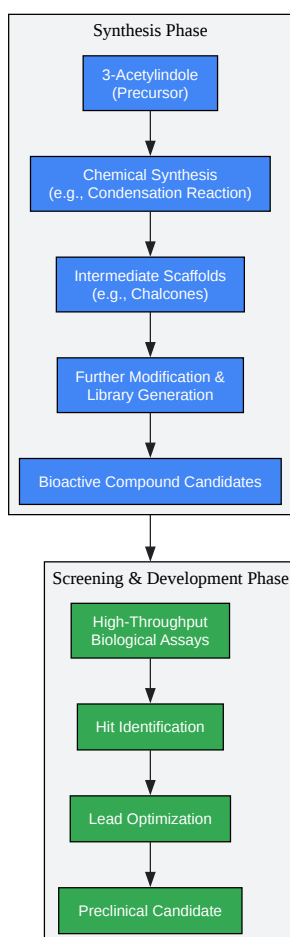 Synthesis Phase
3-Acetylindole
(Precursor)
Chemical Synthesis
(e.g., Condensation Reaction)
Intermediate Scaffolds
(e.g., Chalcones)
Further Modification &
Library Generation
Bioactive Compound Candidates
Screening & Development Phase
High-Throughput
Biological Assays
Hit Identification
Lead Optimization
Preclinical Candidate